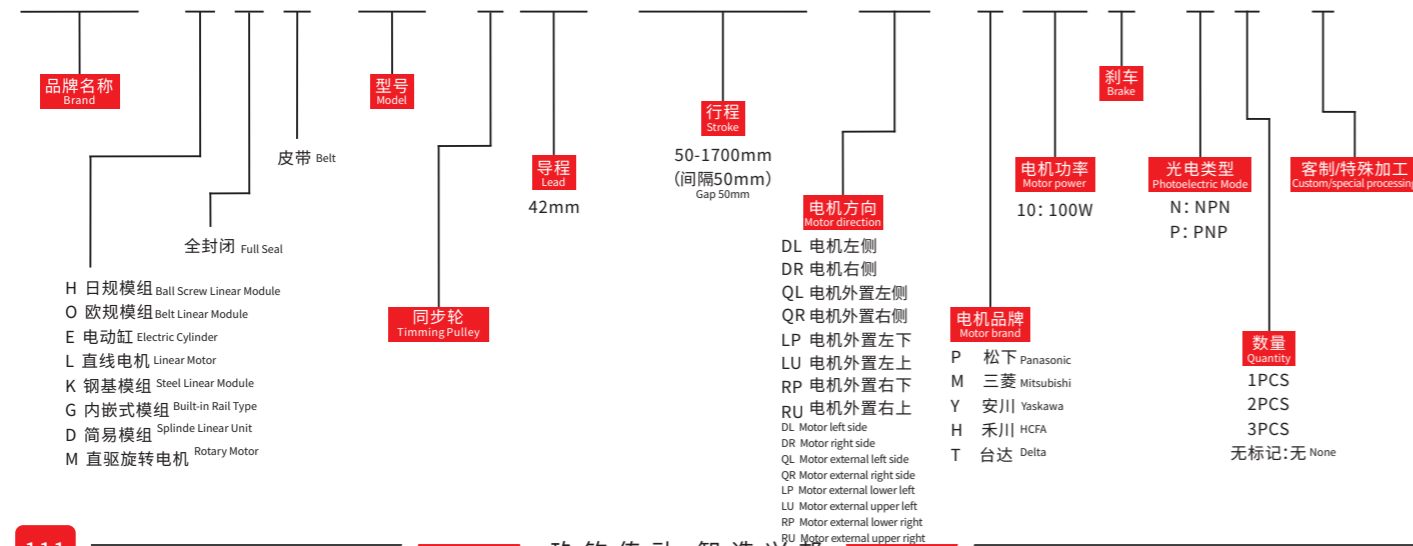 品牌名称
Brand
型号
Model
刹车
Brake
行程
Stroke
50-1700mm
(间隔50mm)
Gap 50mm
皮带 Belt
导程
Lead
42mm
电机功率
Motor power
10: 100W
光电类型
Photoelectric Mode
N: NPN
P: PNP
客制/特殊加工
Custom/special processing
全封闭 Full Seal
电机方向
Motor direction
DL 电机左侧
DR 电机右侧
QL 电机外置左侧
QR 电机外置右侧
LP 电机外置左下
LU 电机外置左上
RP 电机外置右下
RU 电机外置右上
DL Motor left side
DR Motor right side
QL Motor external left side
QR Motor external right side
LP Motor external lower left
LU Motor external upper left
RP Motor external lower right
RU Motor external upper right
H 日规模组 Ball Screw Linear Module
O 欧规模组 Belt Linear Module
E 电动缸 Electric Cylinder
L 直线电机 Linear Motor
K 钢基模组 Steel Linear Module
G 内嵌式模组 Built-in Rail Type
D 简易模组 Splinde Linear Unit
M 直驱旋转电机 Rotary Motor
同步轮
Timming Pulley
电机品牌
Motor brand
P 松下 Panasonic
M 三菱 Mitsubishi
Y 安川 Yaskawa
H 禾川 HCFA
T 台达 Delta
数量
Quantity
1PCS
2PCS
3PCS
无标记:无 None
111